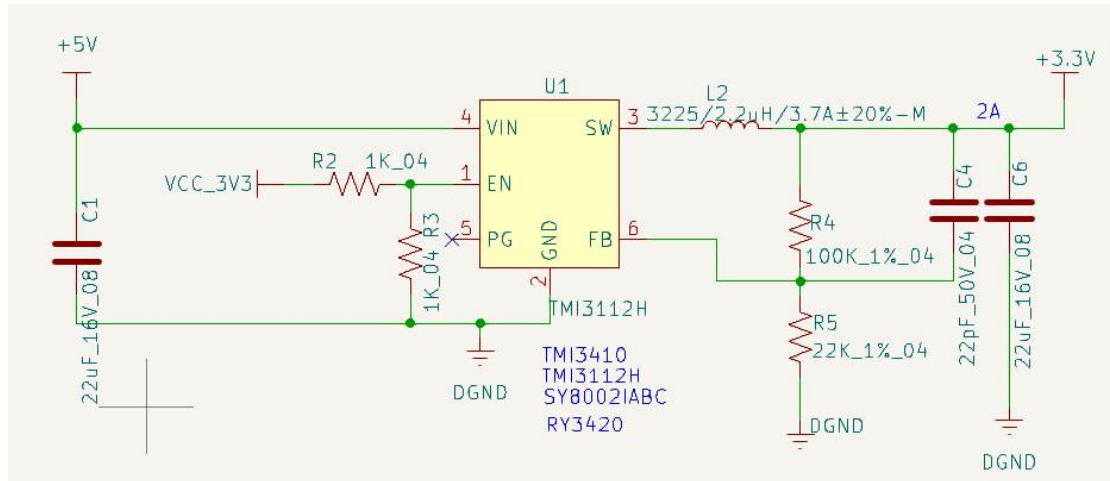 +5V
+3.3V
U1
L2
3225/2.2uH/3.7A±20%-M
2A
4
VIN
SW
3
R2
1K_04
VCC_3V3
1
EN
C1
22uF_16V_08
R3
1K_04
5
PG
GND
2
FB
6
R4
100K_1%_04
C4
22pF_50V_04
C6
22uF_16V_08
TMI3112H
R5
22K_1%_04
DGND
TMI3410
TMI3112H
SY8002IABC
RY3420
DGND
DGND